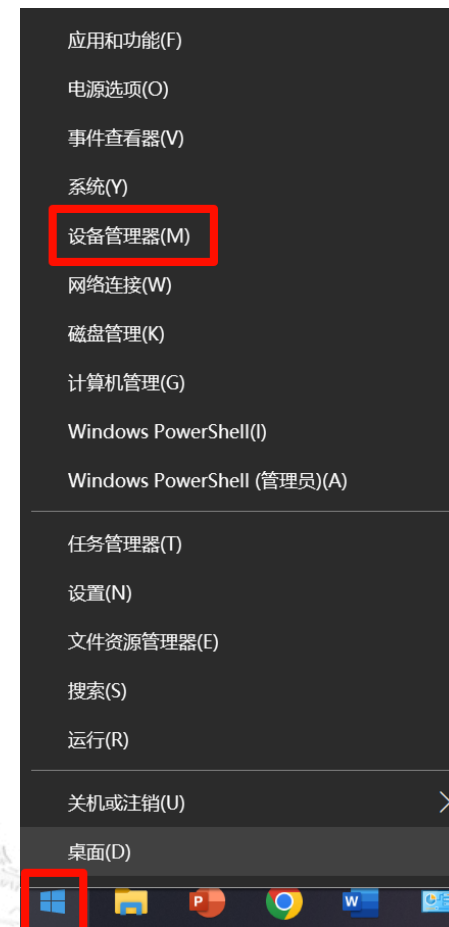 应用和功能(F)
电源选项(O)
事件查看器(V)
系统(Y)
设备管理器(M)
网络连接(W)
磁盘管理(K)
计算机管理(G)
Windows PowerShell(I)
Windows PowerShell (管理员)(A)
任务管理器(T)
设置(N)
文件资源管理器(E)
搜索(S)
运行(R)
关机或注销(U)
桌面(D)